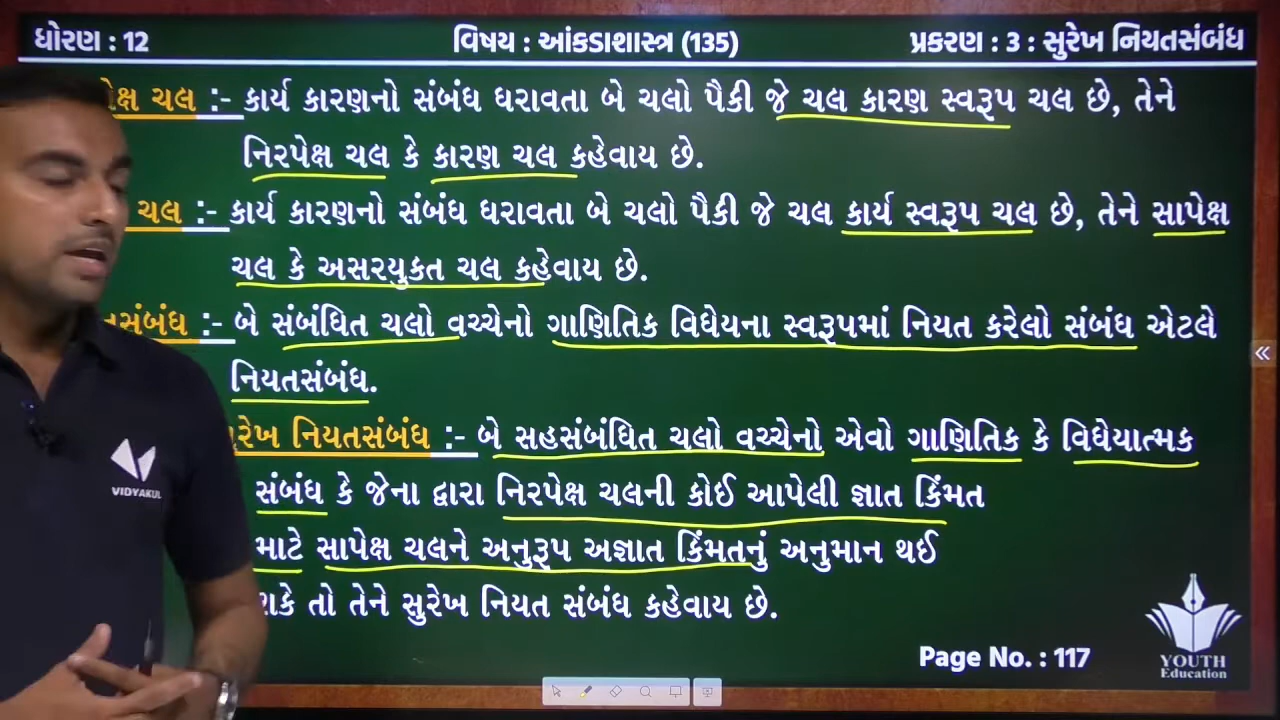 ધોરણ : 12 વિષય : આંકડાશાસ્ત્ર (135) પ્રકરણ : 3 : સુરેખ નિયતસંબંધ
ચલ :- કાર્ય કારણનો સંબંધ ધરાવતા બે ચલો પૈકી જે ચલ કારણ સ્વરૂપ ચલ છે, તેને
નિરપેક્ષ ચલ કે કારણ ચલ કહેવાય છે.
ચલ :- કાર્ય કારણનો સંબંધ ધરાવતા બે ચલો પૈકી જે ચલ કાર્ય સ્વરૂપ ચલ છે, તેને સાપેક્ષ
ચલ કે અસરયુકત ચલ કહેવાય છે.
:- બે સંબંધિત ચલો વચ્ચેનો ગાણિતિક વિધેયના સ્વરૂપમાં નિયત કરેલો સંબંધ એટલે
નિયતસંબંધ.
નિયતસંબંધ :- બે સહસંબંધિત ચલો વચ્ચેનો એવો ગાણિતિક કે વિધેયાત્મક
સંબંધ કે જેના દ્વારા નિરપેક્ષ ચલની કોઈ આપેલી જ્ઞાત કિંમત
માટે સાપેક્ષ ચલને અનુરૂપ અજ્ઞાત કિંમતનું અનુમાન થઈ
તો તેને સુરેખ નિયત સંબંધ કહેવાય છે.
VIDYAKUL
Page No. : 117
YOUTH
Education